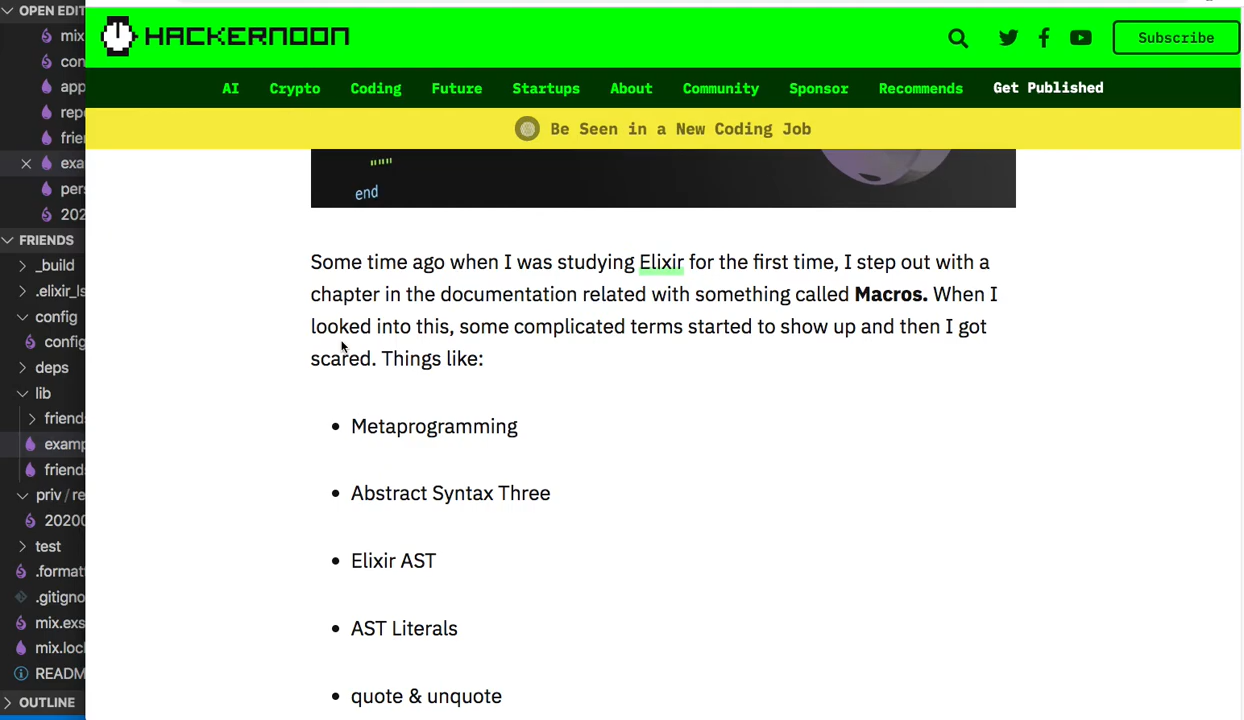 OPEN EDIT
mix
con
app
repo
frie
exa
pers
202
FRIENDS
_build
.elixir_ls
config
config
deps
lib
friend
examp
friend
priv / re
20200
test
.formatt
.gitigno
mix.exs
mix.loc
READM
OUTLINE
HACKERNOON
Subscribe
AI Crypto Coding Future Startups About Community Sponsor Recommends Get Published
Be Seen in a New Coding Job
"""
end
Some time ago when I was studying Elixir for the first time, I step out with a
chapter in the documentation related with something called Macros. When I
looked into this, some complicated terms started to show up and then I got
scared. Things like:
• Metaprogramming
• Abstract Syntax Three
• Elixir AST
• AST Literals
• quote & unquote